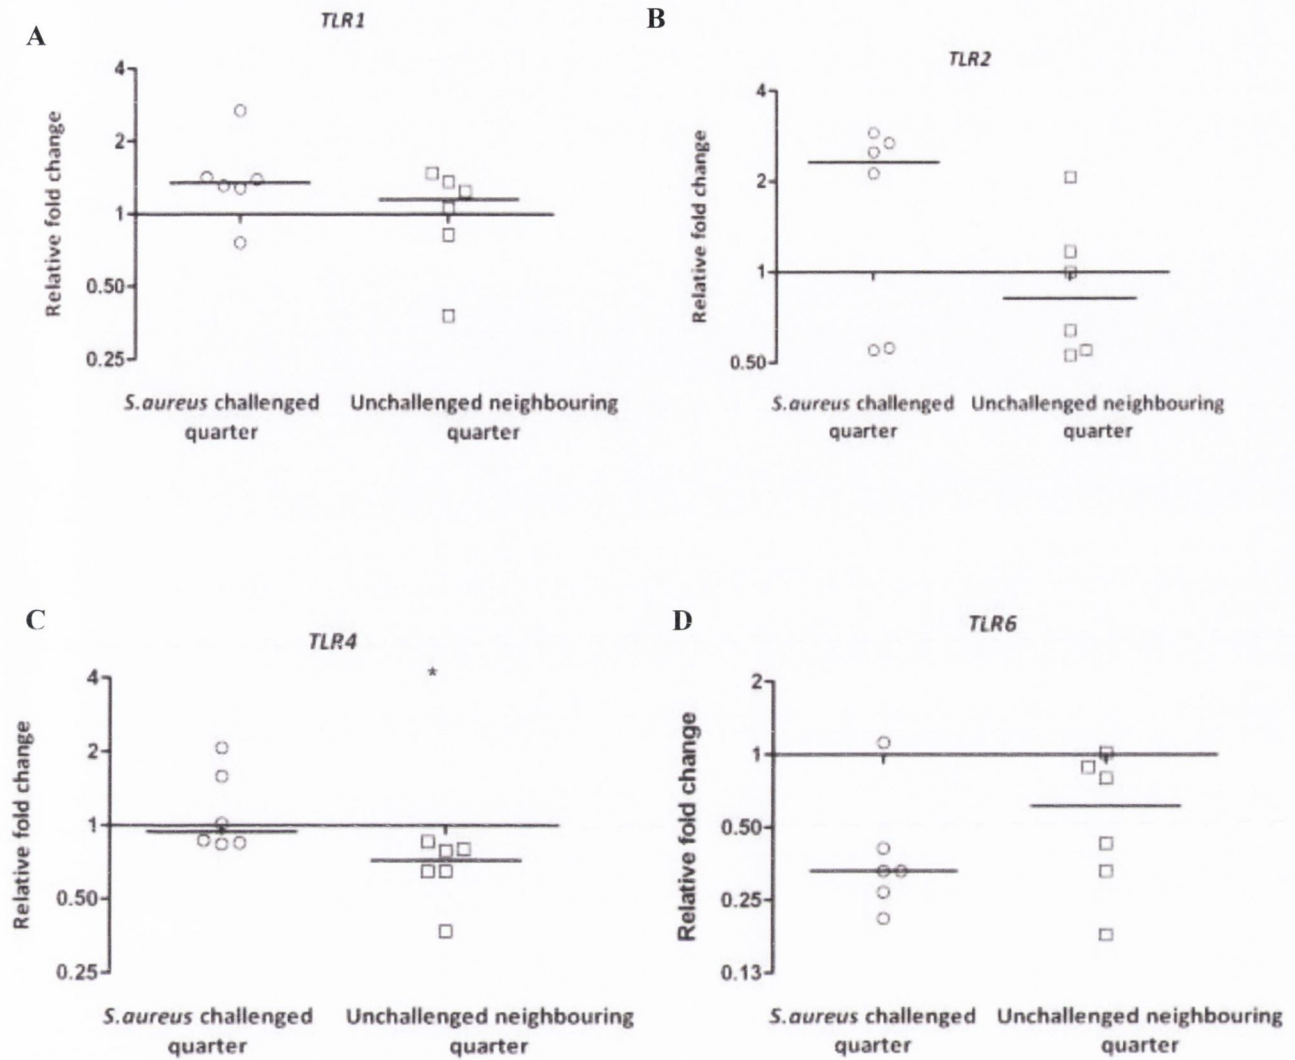 A
TLR1
Relative fold change
4
2
1
0.50
0.25
S.aureus challenged
quarter
Unchallenged neighbouring
quarter
B
TLR2
Relative fold change
4
2
1
0.50
S.aureus challenged
quarter
Unchallenged neighbouring
quarter
C
TLR4
Relative fold change
4
2
1
0.50
0.25
*
S.aureus challenged
quarter
Unchallenged neighbouring
quarter
D
TLR6
Relative fold change
2
1
0.50
0.25
0.13
S.aureus challenged
quarter
Unchallenged neighbouring
quarter